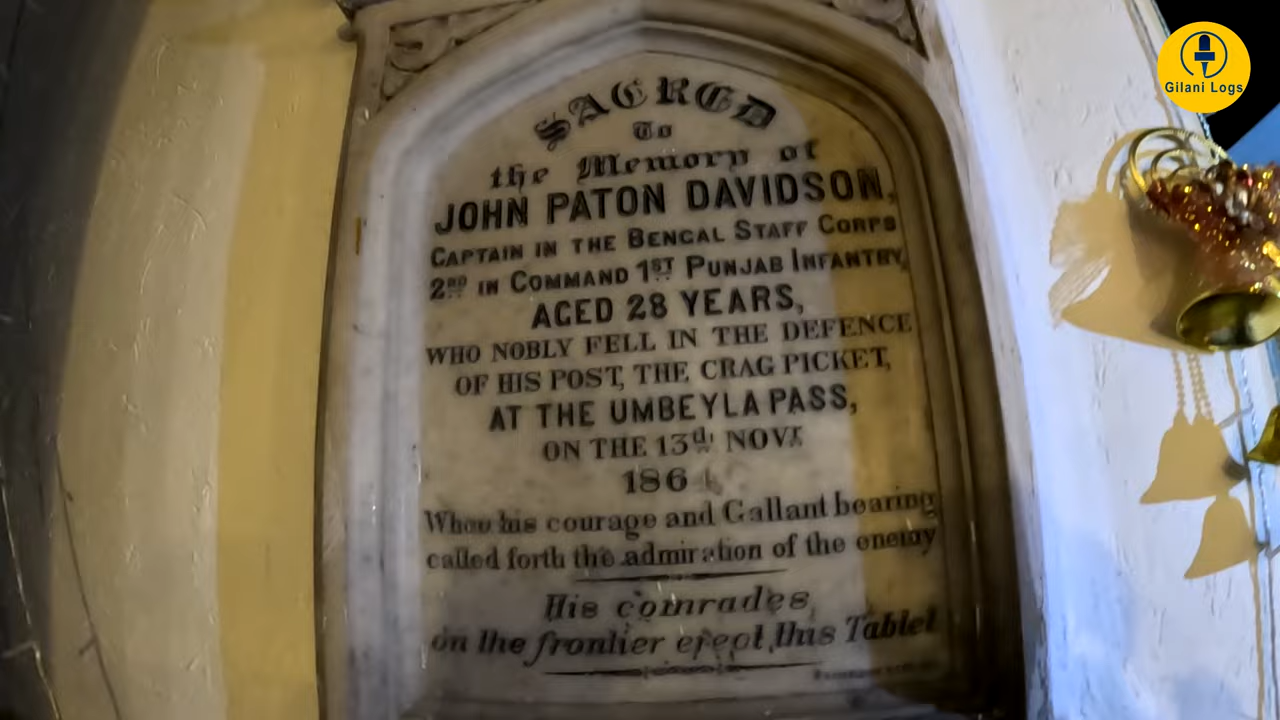 SACRED
To
the Memory of
JOHN PATON DAVIDSON,
CAPTAIN IN THE BENGAL STAFF CORPS
2ND IN COMMAND 1ST PUNJAB INFANTRY,
AGED 28 YEARS,
WHO NOBLY FELL IN THE DEFENCE
OF HIS POST, THE CRAG PICKET,
AT THE UMBEYLA PASS,
ON THE 13th NOVR
186
When his courage and Gallant bearing
called forth the admiration of the enemy
His comrades
on the frontier erect this Tablet
Gilani Logs